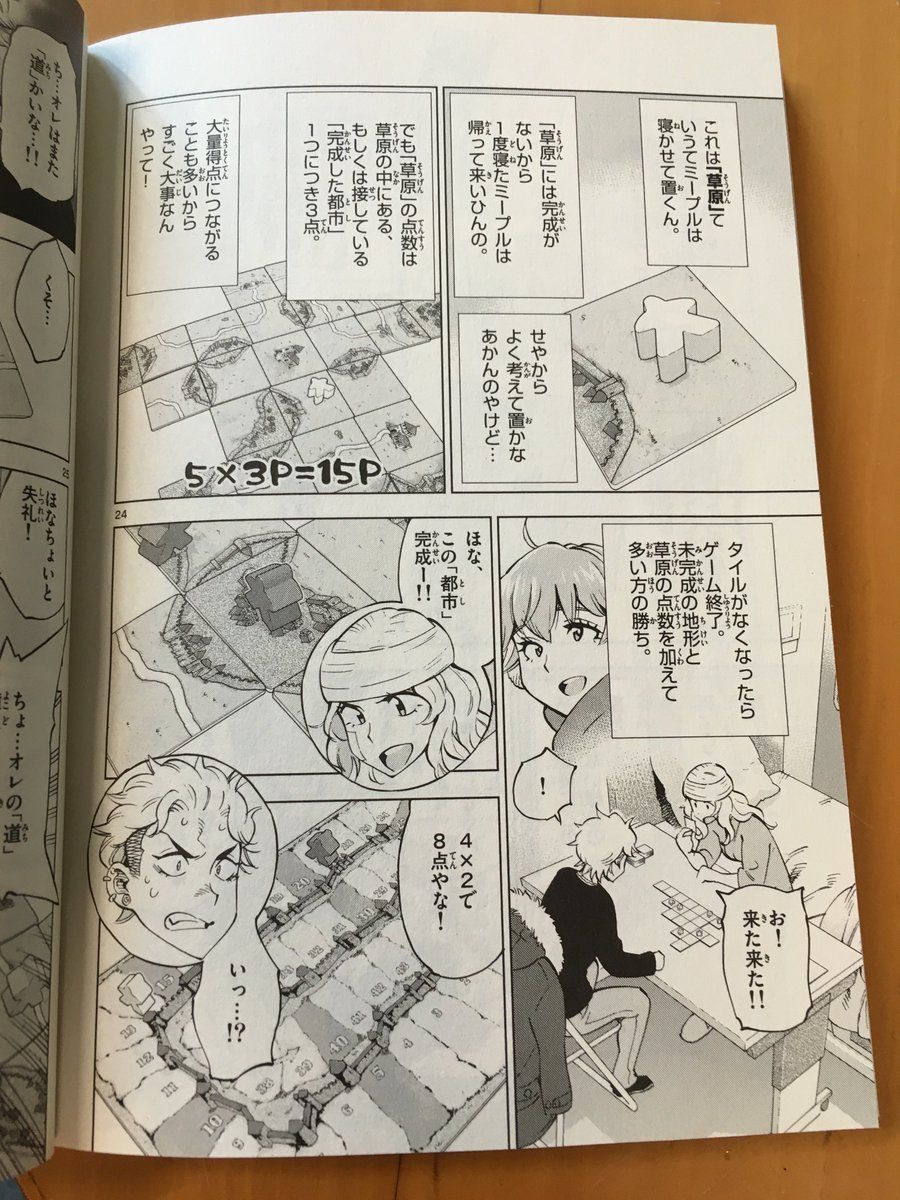 これは「草原」て
いうてミープルは
寝かせて置くん。
「草原」には完成が
ないから
1度寝たミープルは
帰って来いひんの。
せやから
よく考えて置かな
あかんのやけど…
でも「草原」の点数は
草原の中にある、
もしくは接している
「完成した都市」
1つにつき3点。
大量得点につながる
ことも多いから
すごく大事なん
やって!
5×3P=15P
24
タイルがなくなったら
ゲーム終了。
未完成の地形と
草原の点数を加えて
多い方の勝ち。
!
お!
来た来た!!
ほな、
この「都市」
完成ー!!
4×2で
8点やな!
いっ…!?
ち…オレはまた
「道」かいな…!!
くそ…
25
ほなちょいと
失礼!
ちょ…オレの「道」